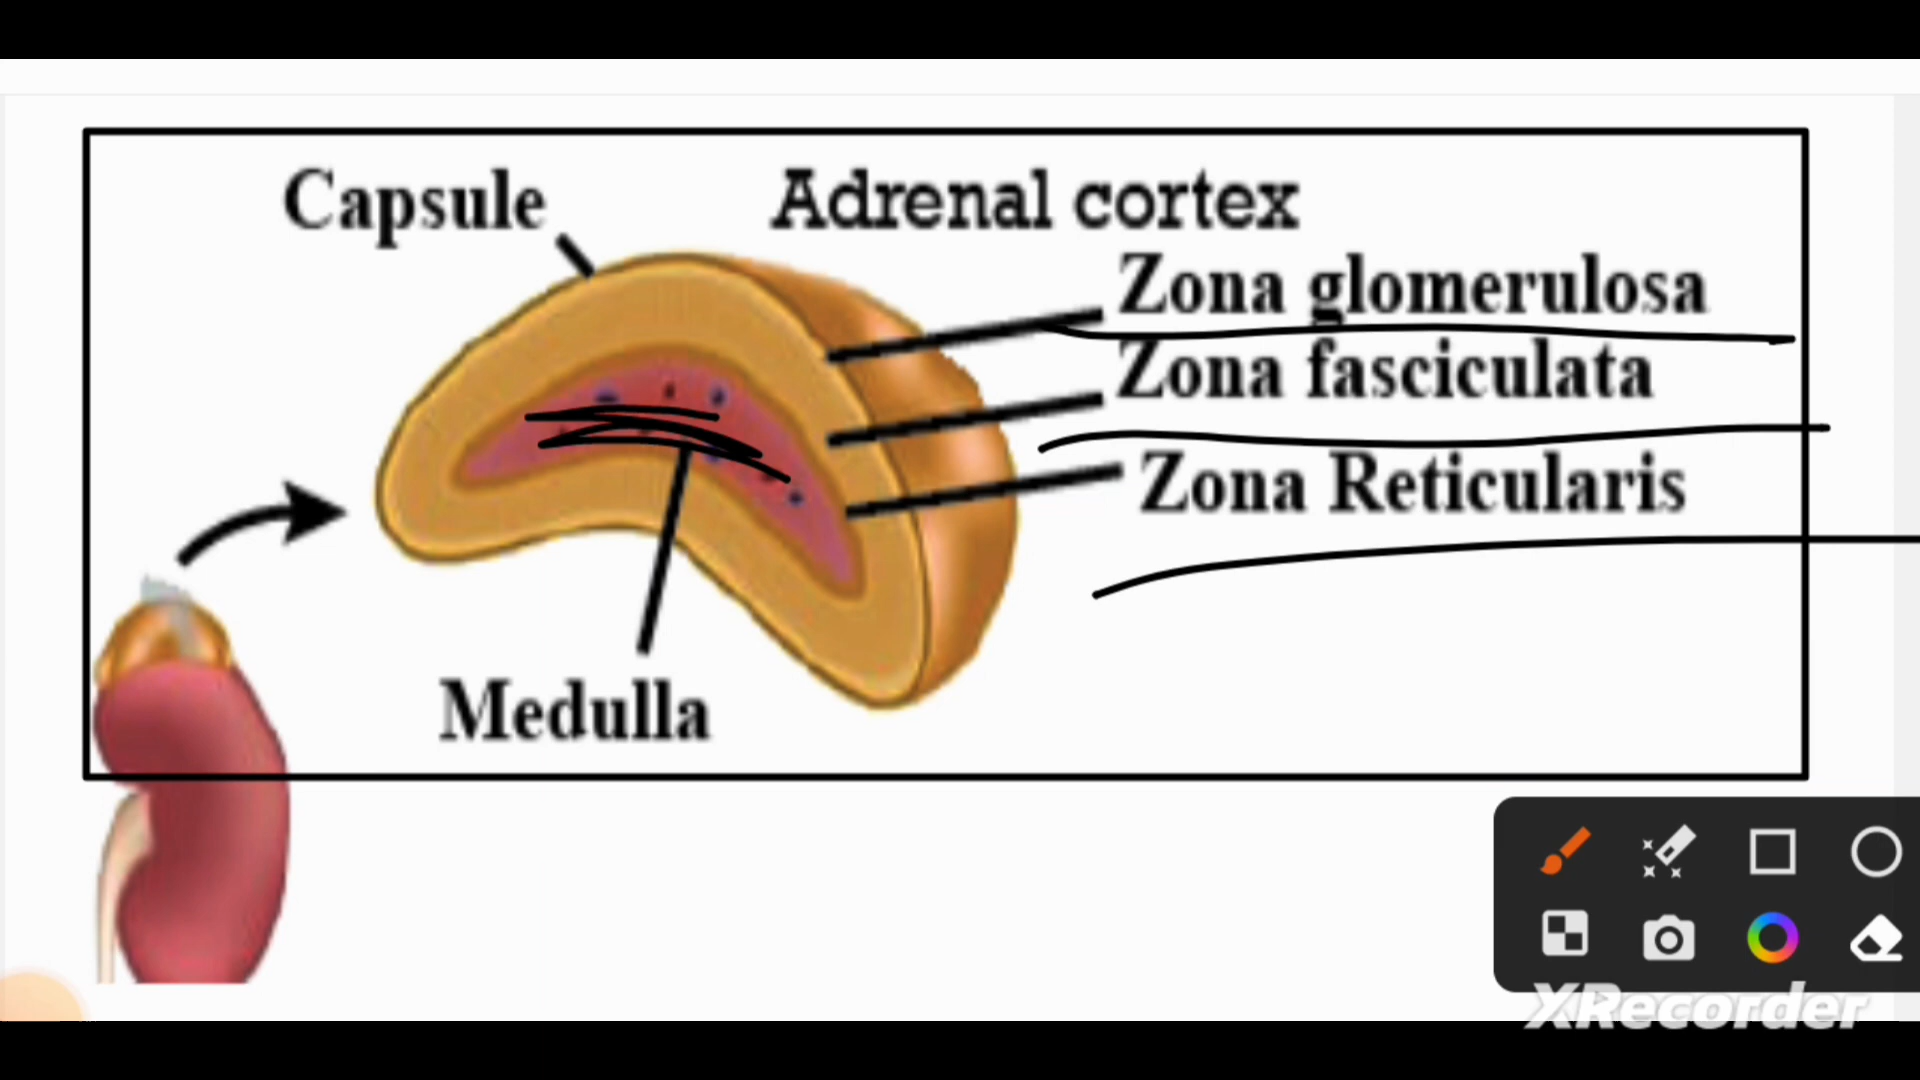 Capsule
Adrenal cortex
Zona glomerulosa
Zona fasciculata
Zona Reticularis
Medulla
XRecorder